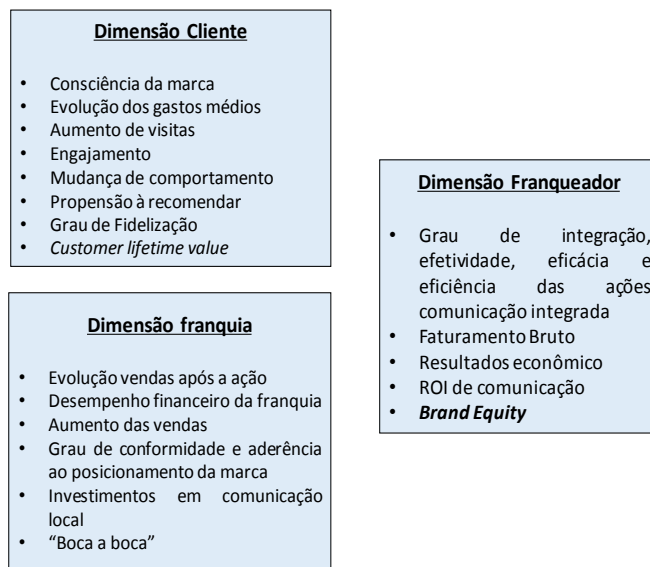 Dimensão Cliente
• Consciência da marca
• Evolução dos gastos médios
• Aumento de visitas
• Engajamento
• Mudança de comportamento
• Propensão à recomendar
• Grau de Fidelização
• Customer lifetime value
Dimensão franquia
• Evolução vendas após a ação
• Desempenho financeiro da franquia
• Aumento das vendas
• Grau de conformidade e aderência
ao posicionamento da marca
• Investimentos em comunicação
local
• “Boca a boca”
Dimensão Franqueador
• Grau de integração,
efetividade, eficácia e
eficiência das ações
comunicação integrada
• Faturamento Bruto
• Resultados econômico
• ROI de comunicação
• Brand Equity